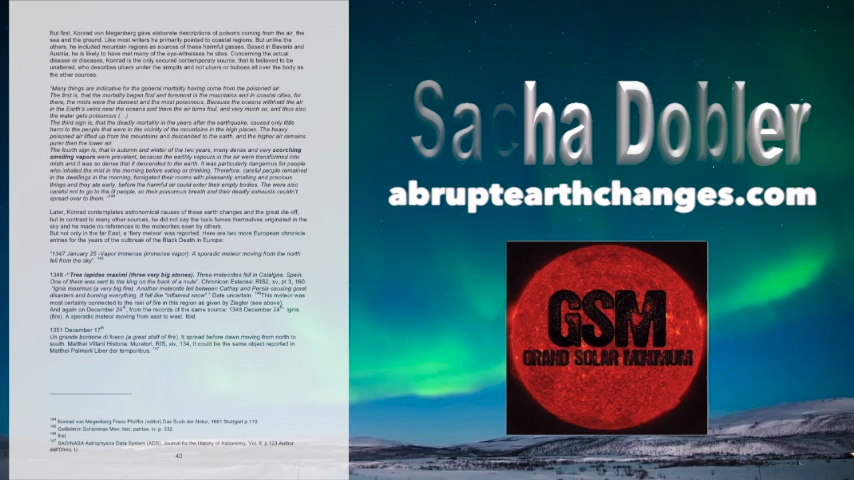 But first, Konrad von Megenberg gave elaborate descriptions of poisons coming from the air, the
sea and the ground: Like most writers he primarily pointed to coastal regions. But unlike the
others, he included mountain regions as sources of these harmful gasses. Based in Bavaria and
Austria, he is likely to have met many of the eye-witnesses he sites. Concerning the actual
disease or diseases, Konrad is the only secured contemporary source, that is believed to be
unaltered, who describes ulcers under the armpits and not ulcers or buboes all over the body as
the other sources.
"Many things are indicative for the general mortality having come from the poisoned air.
The first is, that the mortality began first and foremost in the mountains and in coastal cities, for
there, the mists were the densest and the most poisonous. Because the oceans withhold the air
in the Earth's veins near the oceans and there the air turns foul, and very much so, and thus also
the water gets poisonous (…)
The third sign is, that the deadly mortality in the years after the earthquake, caused only little
harm to the people that were in the vicinity of the mountains in the high places. The heavy
poisoned air lifted up from the mountains and descended to the earth, and the higher air remains
purer then the lower air.
The fourth sign is, that in autumn and winter of the two years, many dense and very scorching
smelling vapors were prevalent, because the earthly vapours in the air were transformed into
mists and it was so dense that it descended to the earth. It was particularly dangerous for people
who inhaled the mist in the morning before eating or drinking. Therefore, careful people remained
in the dwellings in the morning, fumigated their rooms with pleasantly smelling and precious
things and they ate early, before the harmful air could enter their empty bodies. The were also
careful not to go to the ill people, so their poisonous breath and their deadly exhausts couldn't
spread over to them. "144
Later, Konrad contemplates astronomical causes of these earth changes and the great die-off,
but in contrast to many other sources, he did not say the toxic fumes themselves originated in the
sky and he made no references to the meteorites seen by others.
But not only in the far East, a 'fiery meteor' was reported. Here are two more European chronicle
entries for the years of the outbreak of the Black Death in Europe:
"1347 January 25 -Vapor immense (immense vapor). A sporadic meteor moving from the north
fell from the sky". 145
1348 -"Tres lapides maximi (three very big stones). Three meteorites fell in Catalgna, Spain.
One of them was sent to the king on the back of a mule". Chronicon Estense: RIS2, xv, pt 3, 160.
"Ignis maximus (a very big fire). Another meteorite fell between Cathay and Persia causing great
disasters and burning everything. It fell like "inflamed snow"." Date uncertain. 146This meteor was
most certainly connected to the rain of fire in this region as given by Ziegler (see above).
And again on December 24th, from the records of the same source: 1348 December 24th- Ignis
(fire). A sporadic meteor moving from east to west. Ibid.
1351 December 17th
Un grande bordone di fuoco (a great staff of fire). It spread before dawn moving from north to
south. Matthei Villani Historia: Muratori, RIS, xiv, 134, It could be the same object reported in
Matthei Palmerii Liber der temporibus. 147
144 Konrad von Megenberg Franz Pfeiffer (editor) Das Buch der Natur, 1861 Stuttgart p.113
145 Guillelmi Schianieae Mon. hist. patriae, iv, p. 332.
146 Ibid
147 SAO/NASA Astrophysics Data System (ADS), Journal for the History of Astronomy, Vol. 6, p.123 Author
dall'Olmo, U.
40
Sacha Dobler
abruptearthchanges.com
GSM
GRAND SOLAR MINIMUM